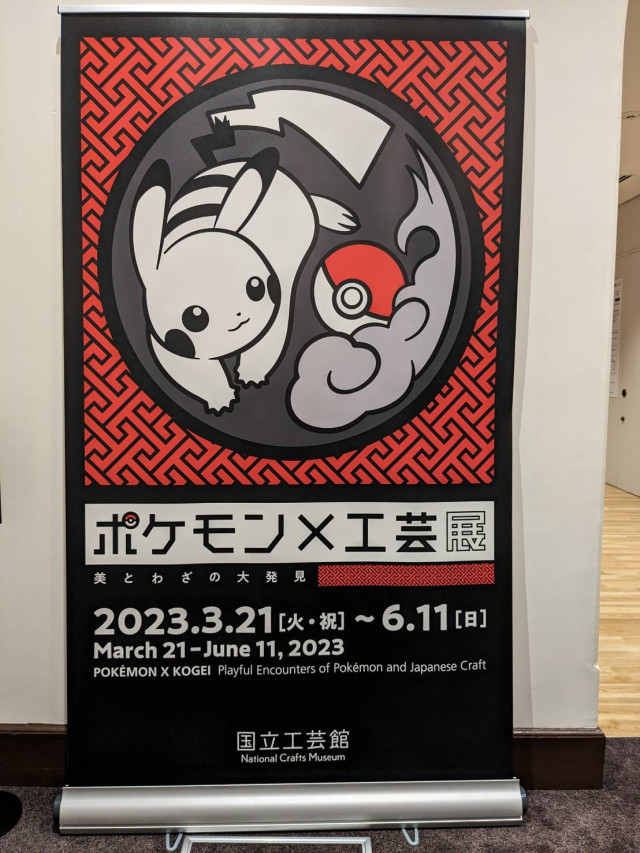 ポケモン×工芸展
美とわざの大発見
2023.3.21[火・祝]~6.11[日]
March 21–June 11, 2023
POKÉMON X KOGEI Playful Encounters of Pokémon and Japanese Craft
国立工芸館
National Crafts Museum